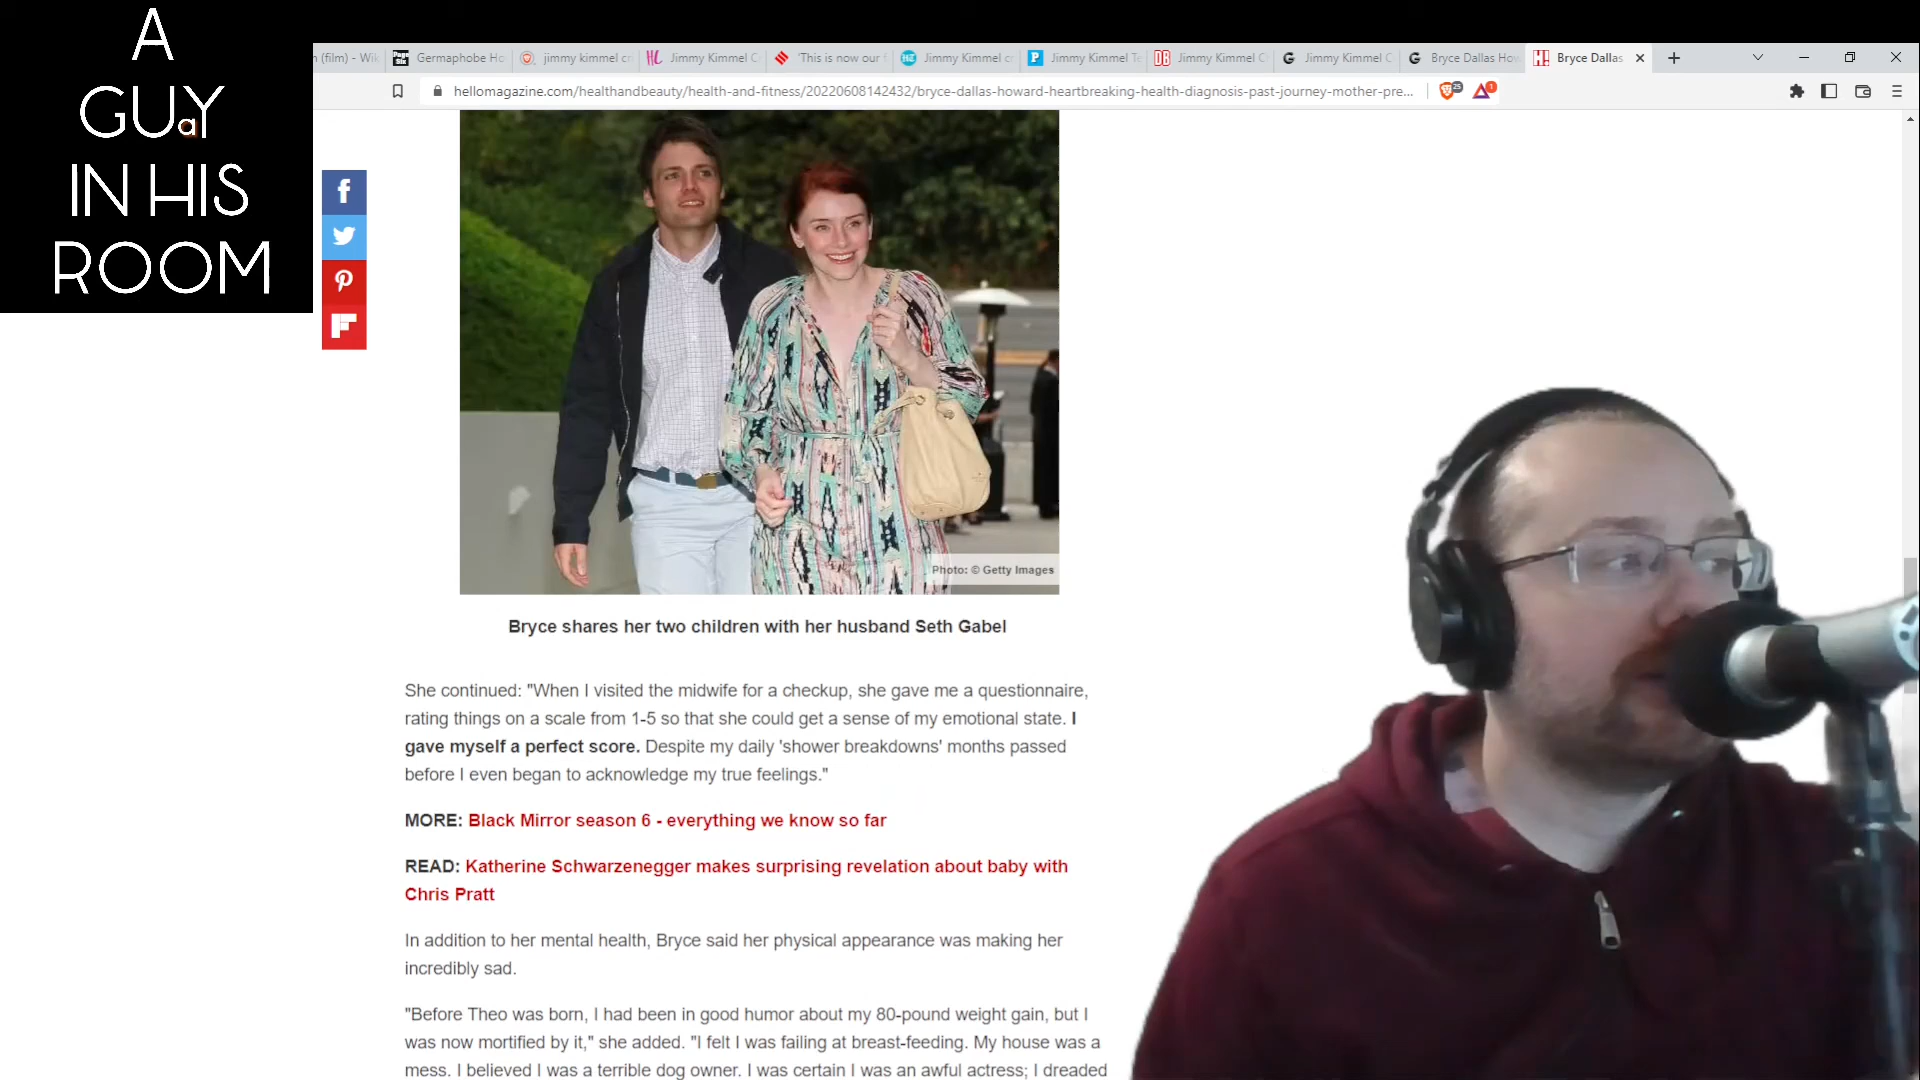 A
GUaY
IN HIS
ROOM
(film) - Wik
Germaphobe Ho
jimmy kimmel cr
Jimmy Kimmel C
'This is now our f
Jimmy Kimmel c
Jimmy Kimmel Te
Jimmy Kimmel C
Jimmy Kimmel C
Bryce Dallas How
Bryce Dallas
hellomagazine.com/healthandbeauty/health-and-fitness/20220608142432/bryce-dallas-howard-heartbreaking-health-diagnosis-past-journey-mother-pre...
25
1
Photo: © Getty Images
Bryce shares her two children with her husband Seth Gabel
She continued: "When I visited the midwife for a checkup, she gave me a questionnaire,
rating things on a scale from 1-5 so that she could get a sense of my emotional state. I
gave myself a perfect score. Despite my daily 'shower breakdowns' months passed
before I even began to acknowledge my true feelings."
MORE: Black Mirror season 6 - everything we know so far
READ: Katherine Schwarzenegger makes surprising revelation about baby with
Chris Pratt
In addition to her mental health, Bryce said her physical appearance was making her
incredibly sad.
"Before Theo was born, I had been in good humor about my 80-pound weight gain, but I
was now mortified by it," she added. "I felt I was failing at breast-feeding. My house was a
mess. I believed I was a terrible dog owner. I was certain I was an awful actress; I dreaded